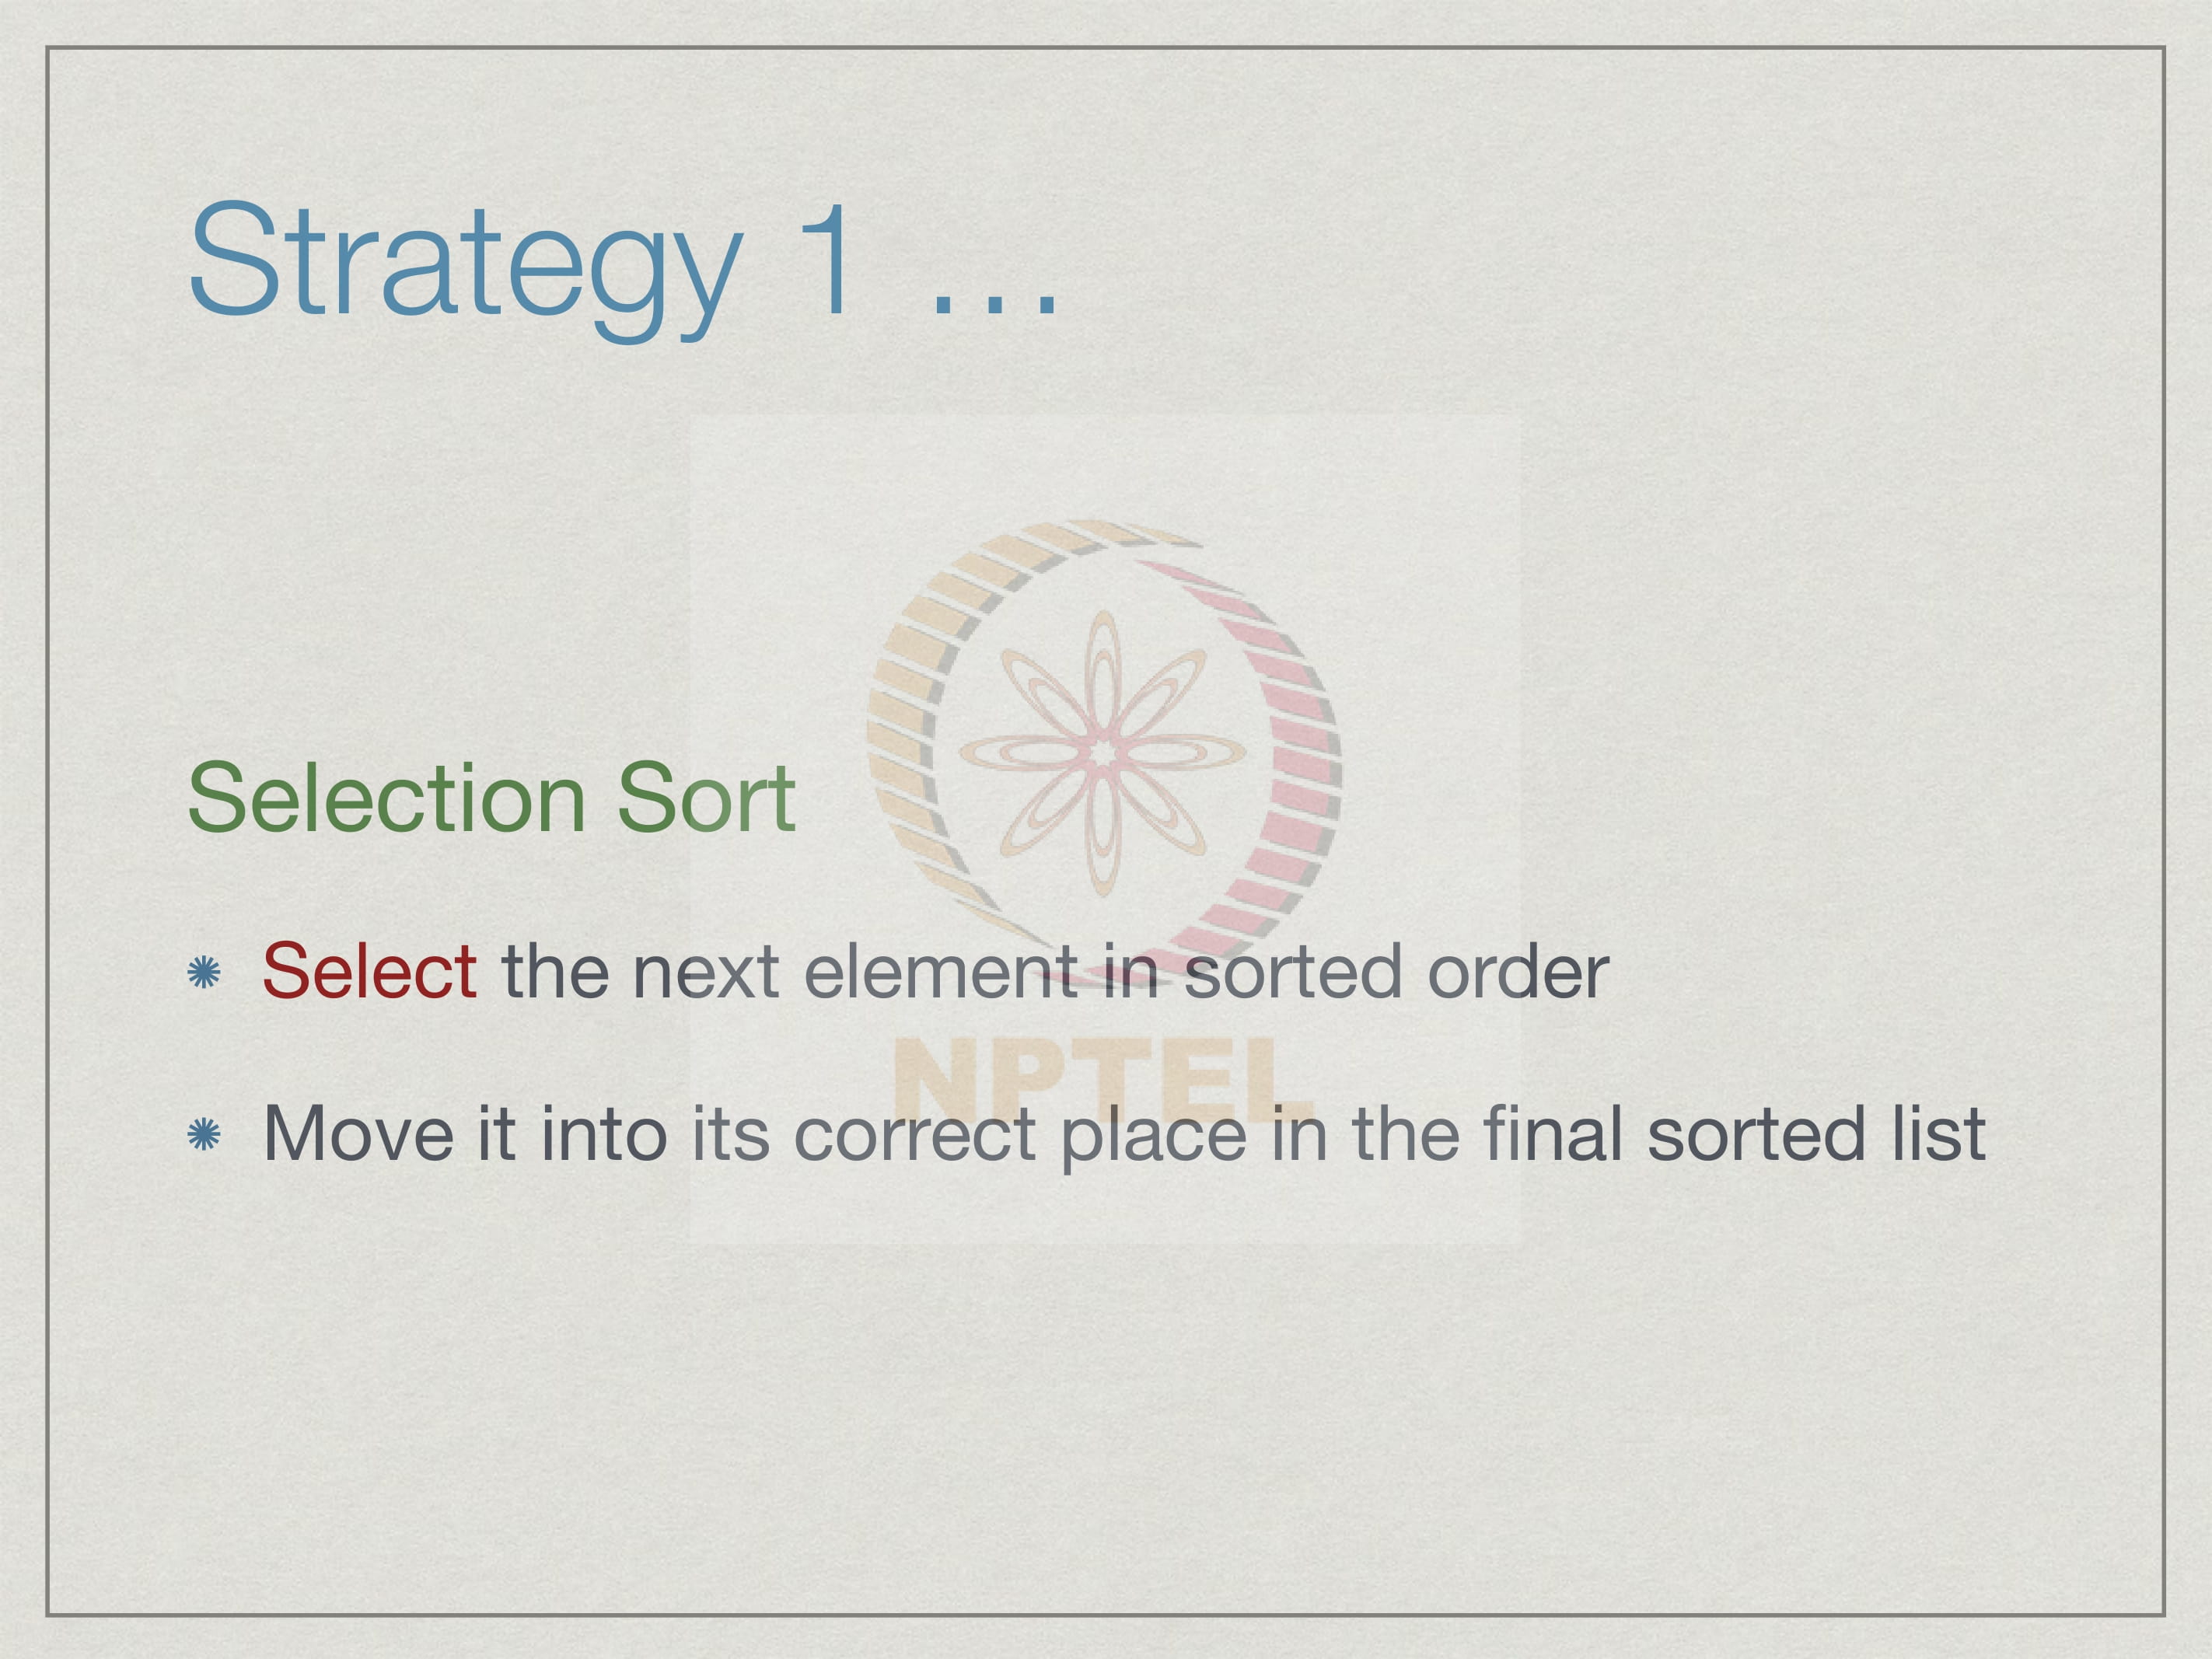 Strategy 1 …
Selection Sort
Select the next element in sorted order
NPTEL
Move it into its correct place in the final sorted list